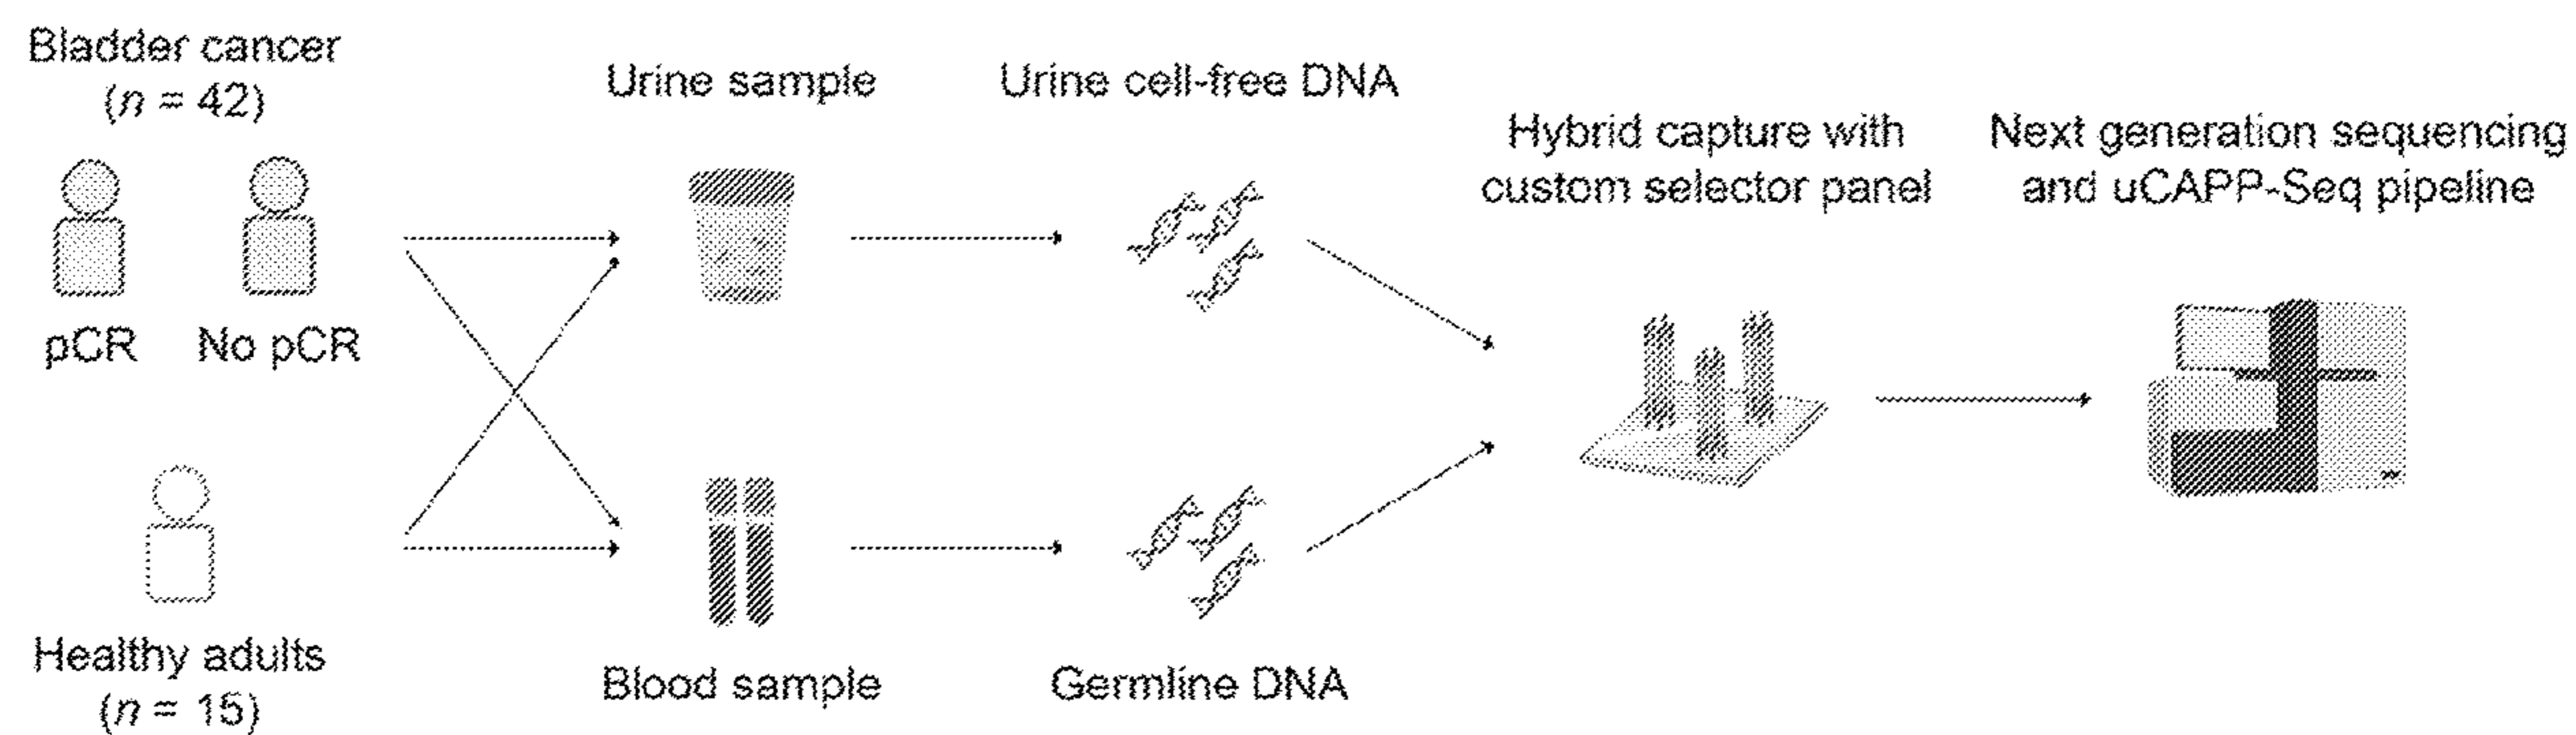 Bladder cancer
(n = 42)
pCR
No pCR
Healthy adults
(n = 15)
Urine sample
Blood sample
Urine cell-free DNA
Germline DNA
Hybrid capture with
custom selector panel
Next generation sequencing
and uCAPP-Seq pipeline